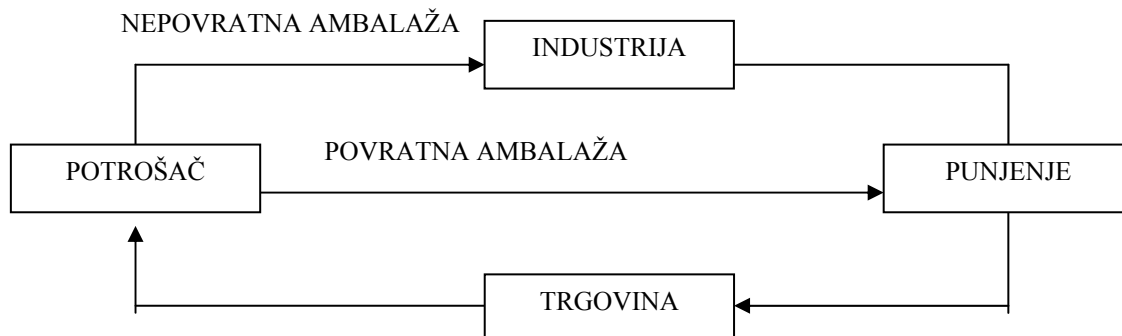 NEPOVRATNA AMBALAŽA
INDUSTRIJA
POTROŠAČ
POVRATNA AMBALAŽA
PUNJENJE
TRGOVINA